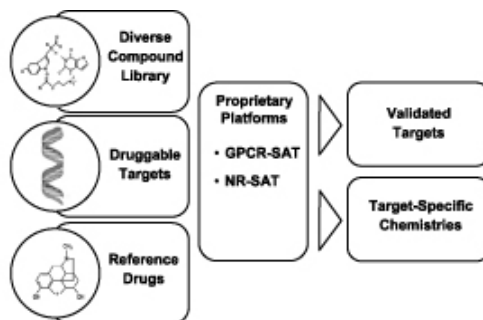 Diverse
Compound
Library
Druggable
Targets
Reference
Drugs
Proprietary
Platforms
• GPCR-SAT
• NR-SAT
Validated
Targets
Target-Specific
Chemistries